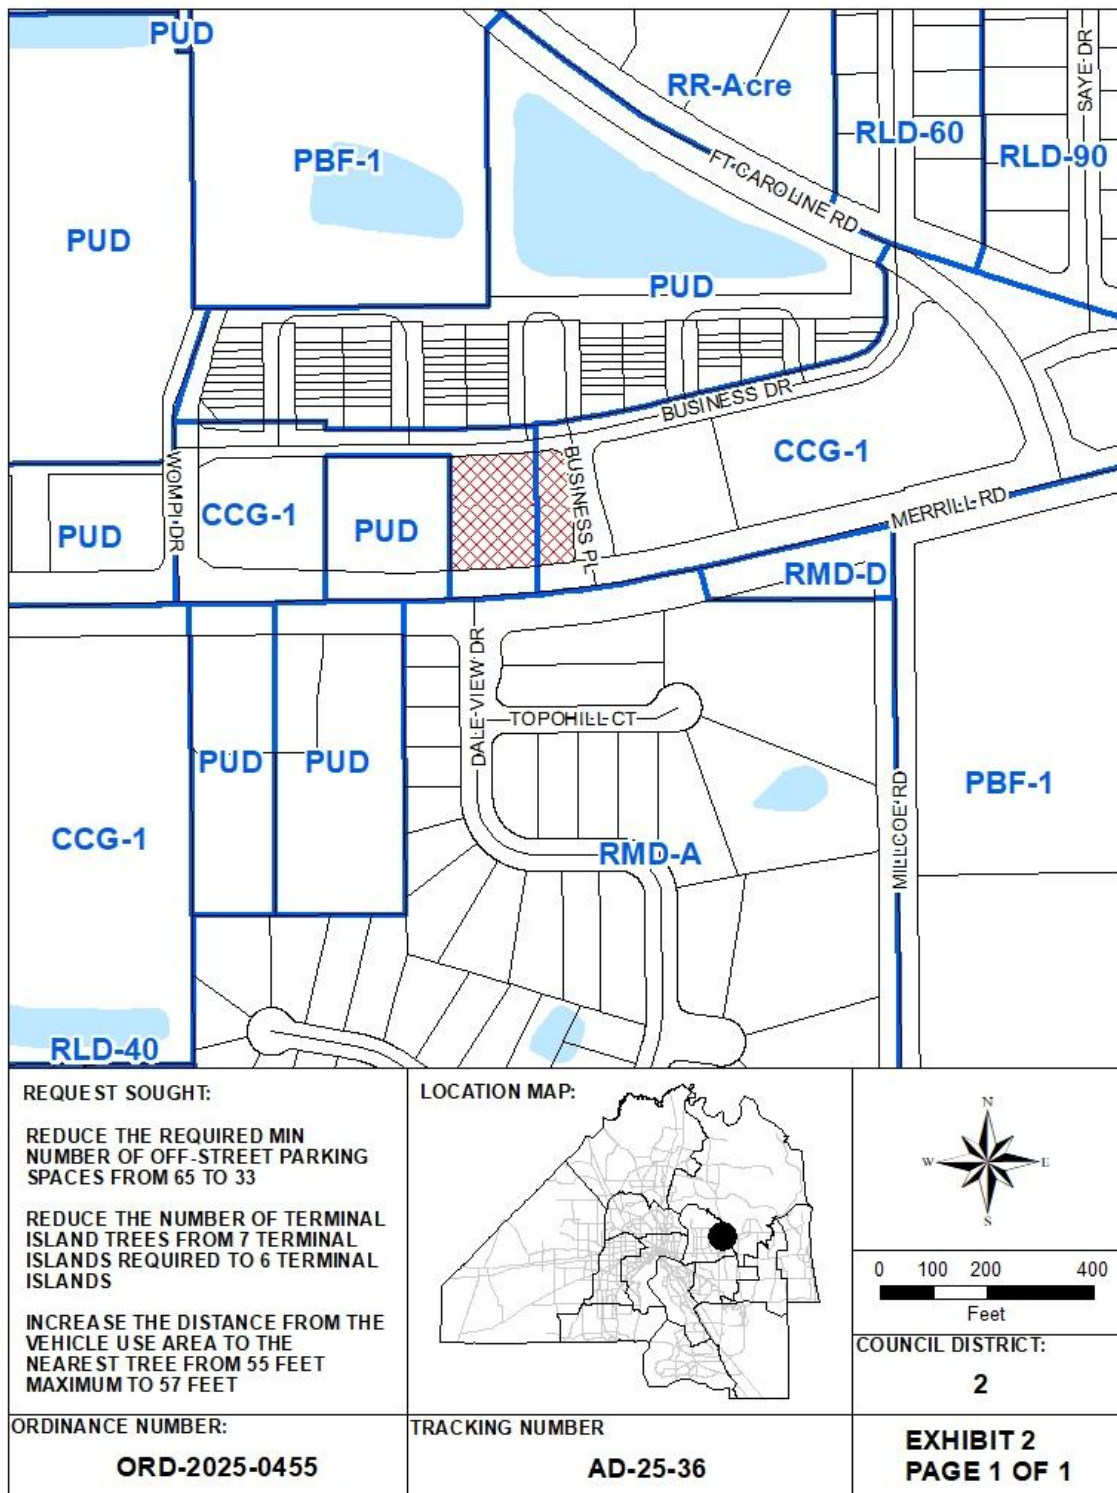 PUD
RR-Acre
SAYE DR
RLD-60
RLD-90
PBF-1
FT CAROLINE RD
PUD
PUD
BUSINESS DR
CCG-1
WOMPI DR
BUSINESS PL
CCG-1
PUD
PUD
MERRILL RD
RMD-D
DALE VIEW DR
TOPOHILL CT
PUD
PUD
PBF-1
CCG-1
RMD-A
MILLCOE RD
RLD-40
REQUEST SOUGHT:
REDUCE THE REQUIRED MIN
NUMBER OF OFF-STREET PARKING
SPACES FROM 65 TO 33
REDUCE THE NUMBER OF TERMINAL
ISLAND TREES FROM 7 TERMINAL
ISLANDS REQUIRED TO 6 TERMINAL
ISLANDS
INCREASE THE DISTANCE FROM THE
VEHICLE USE AREA TO THE
NEAREST TREE FROM 55 FEET
MAXIMUM TO 57 FEET
LOCATION MAP:
N
W E
S
0 100 200 400
Feet
COUNCIL DISTRICT:
2
ORDINANCE NUMBER:
ORD-2025-0455
TRACKING NUMBER
AD-25-36
EXHIBIT 2
PAGE 1 OF 1